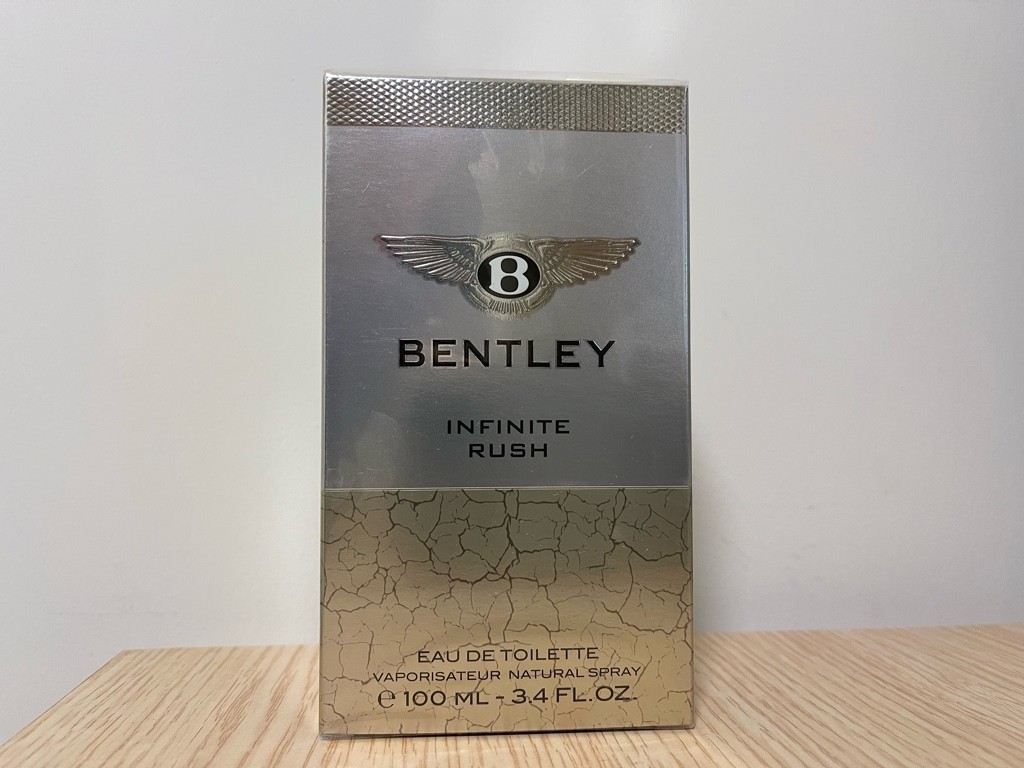 B
BENTLEY
INFINITE
RUSH
EAU DE TOILETTE
VAPORISATEUR NATURAL SPRAY
℮ 100 ML - 3.4 FL.OZ.